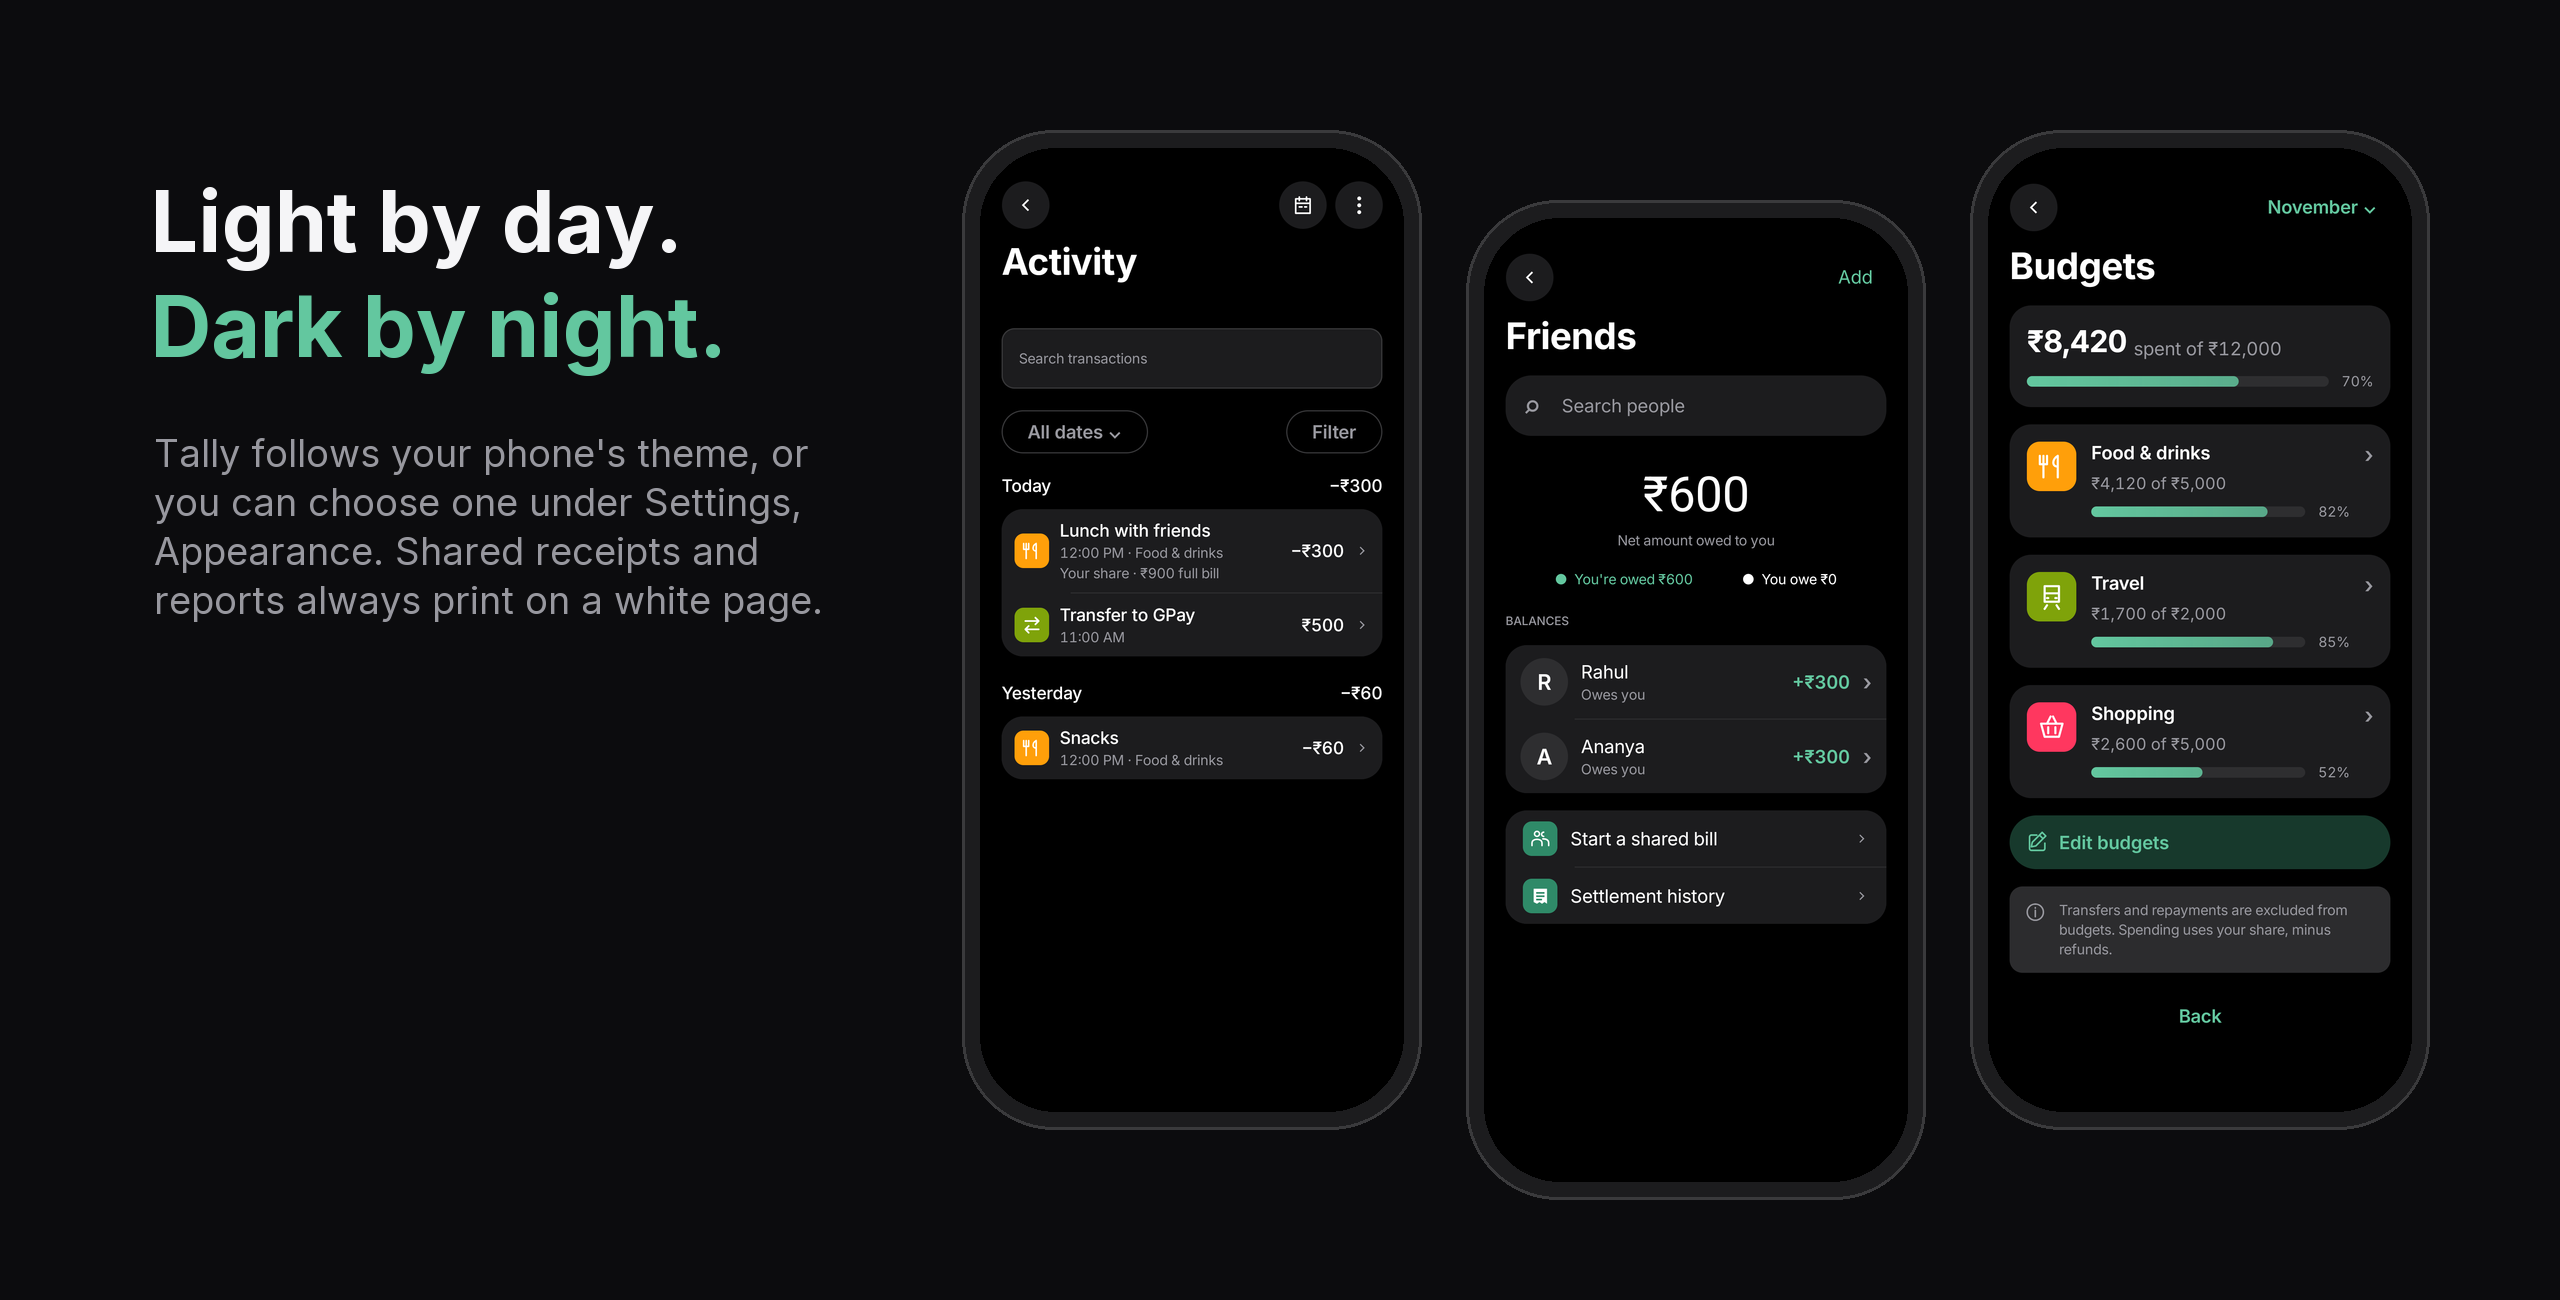 Light by day.
Dark by night.
Tally follows your phone's theme, or
you can choose one under Settings,
Appearance. Shared receipts and
reports always print on a white page.
Activity
Search transactions
All dates
Filter
Today −₹300
Lunch with friends
12:00 PM · Food & drinks
Your share · ₹900 full bill
−₹300
Transfer to GPay
11:00 AM
₹500
Yesterday −₹60
Snacks
12:00 PM · Food & drinks
−₹60
Add
Friends
Search people
₹600
Net amount owed to you
You're owed ₹600
You owe ₹0
BALANCES
R
Rahul
Owes you
+₹300
A
Ananya
Owes you
+₹300
Start a shared bill
Settlement history
November
Budgets
₹8,420 spent of ₹12,000
70%
Food & drinks
₹4,120 of ₹5,000
82%
Travel
₹1,700 of ₹2,000
85%
Shopping
₹2,600 of ₹5,000
52%
Edit budgets
Transfers and repayments are excluded from
budgets. Spending uses your share, minus
refunds.
Back